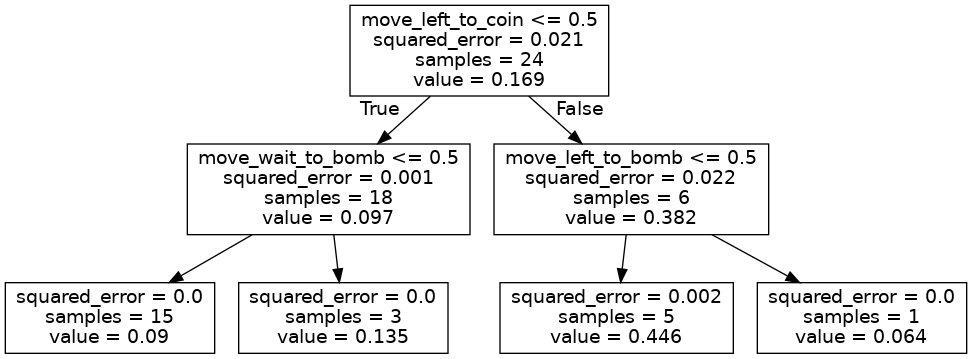 move_left_to_coin <= 0.5
squared_error = 0.021
samples = 24
value = 0.169
True
False
move_wait_to_bomb <= 0.5
squared_error = 0.001
samples = 18
value = 0.097
move_left_to_bomb <= 0.5
squared_error = 0.022
samples = 6
value = 0.382
squared_error = 0.0
samples = 15
value = 0.09
squared_error = 0.0
samples = 3
value = 0.135
squared_error = 0.002
samples = 5
value = 0.446
squared_error = 0.0
samples = 1
value = 0.064